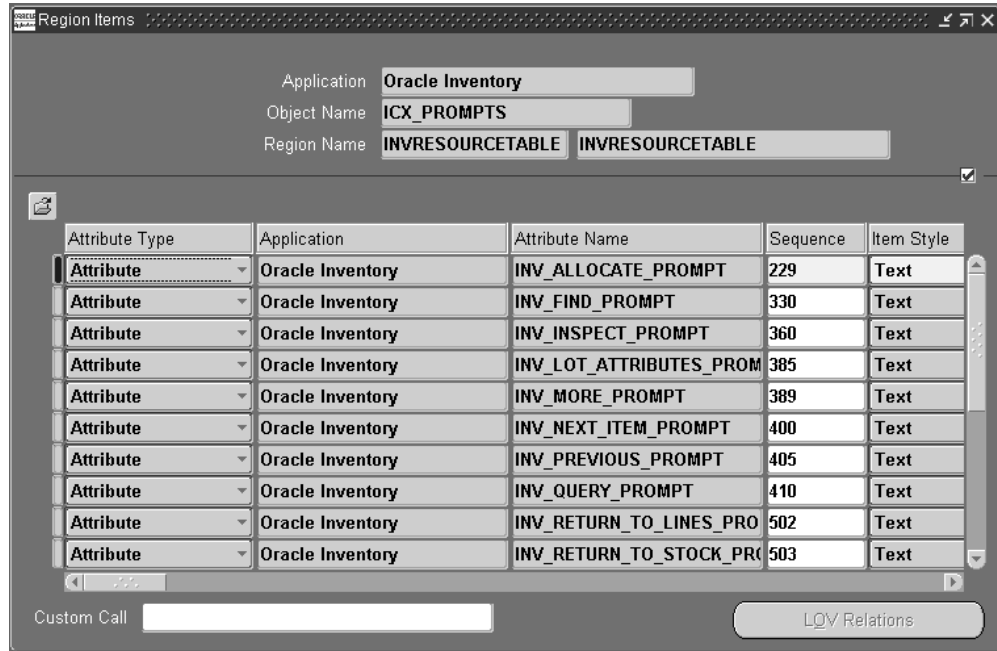 Region Items
Application Oracle Inventory
Object Name ICX_PROMPTS
Region Name INVRESOURCETABLE INVRESOURCETABLE
Attribute Type Application Attribute Name Sequence Item Style
Attribute Oracle Inventory INV_ALLOCATE_PROMPT 229 Text
Attribute Oracle Inventory INV_FIND_PROMPT 330 Text
Attribute Oracle Inventory INV_INSPECT_PROMPT 360 Text
Attribute Oracle Inventory INV_LOT_ATTRIBUTES_PROM 385 Text
Attribute Oracle Inventory INV_MORE_PROMPT 389 Text
Attribute Oracle Inventory INV_NEXT_ITEM_PROMPT 400 Text
Attribute Oracle Inventory INV_PREVIOUS_PROMPT 405 Text
Attribute Oracle Inventory INV_QUERY_PROMPT 410 Text
Attribute Oracle Inventory INV_RETURN_TO_LINES_PRO 502 Text
Attribute Oracle Inventory INV_RETURN_TO_STOCK_PRO 503 Text
Custom Call LOV Relations